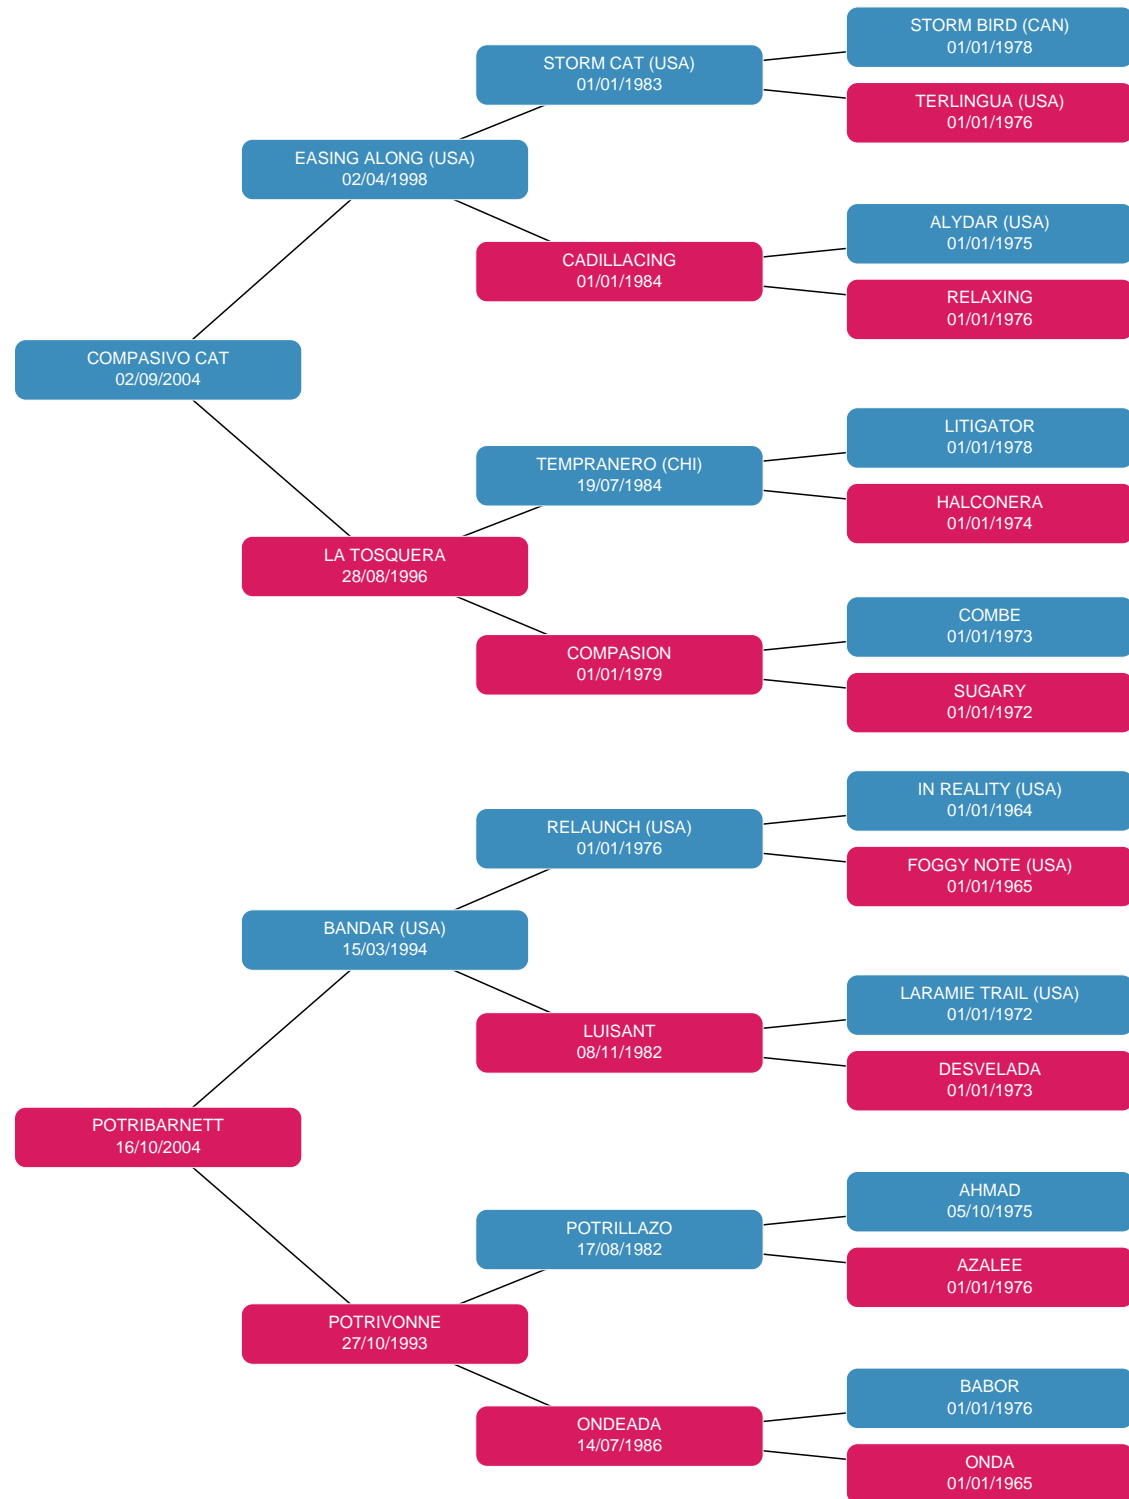 STORM BIRD (CAN)
01/01/1978
STORM CAT (USA)
01/01/1983
TERLINGUA (USA)
01/01/1976
EASING ALONG (USA)
02/04/1998
ALYDAR (USA)
01/01/1975
CADILLACING
01/01/1984
RELAXING
01/01/1976
COMPASIVO CAT
02/09/2004
LITIGATOR
01/01/1978
TEMPRANERO (CHI)
19/07/1984
HALCONERA
01/01/1974
LA TOSQUERA
28/08/1996
COMBE
01/01/1973
COMPASION
01/01/1979
SUGARY
01/01/1972
IN REALITY (USA)
01/01/1964
RELAUNCH (USA)
01/01/1976
FOGGY NOTE (USA)
01/01/1965
BANDAR (USA)
15/03/1994
LARAMIE TRAIL (USA)
01/01/1972
LUISANT
08/11/1982
DESVELADA
01/01/1973
POTRIBARNETT
16/10/2004
AHMAD
05/10/1975
POTRILLAZO
17/08/1982
AZALEE
01/01/1976
POTRIVONNE
27/10/1993
BABOR
01/01/1976
ONDEADA
14/07/1986
ONDA
01/01/1965